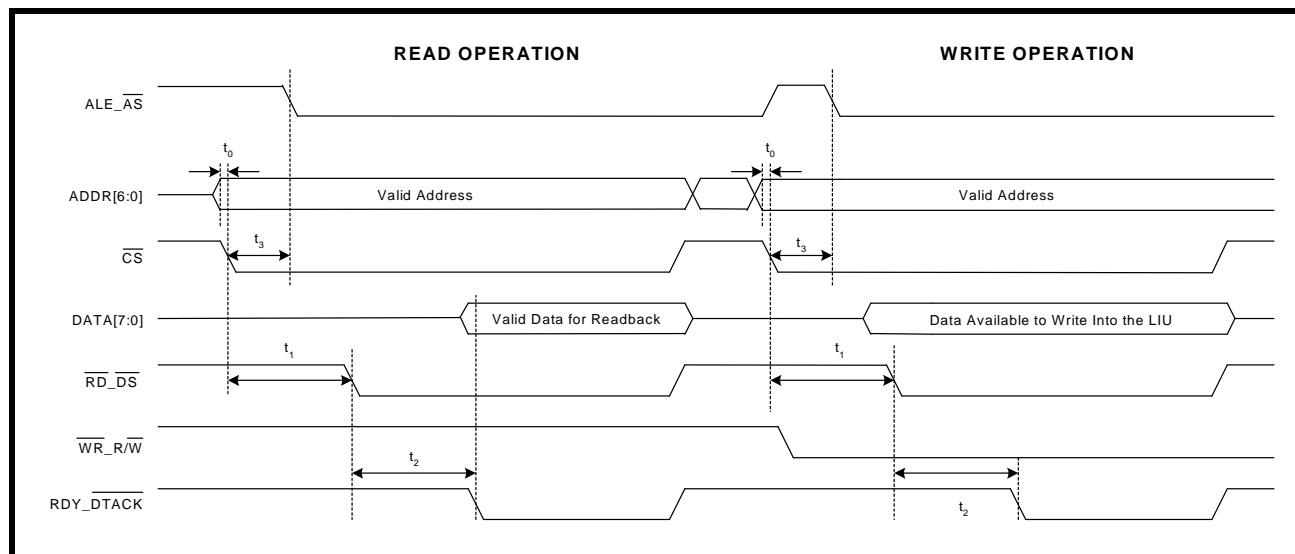 READ OPERATION WRITE OPERATION
ALE_AS
t0 t0
ADDR[6:0] Valid Address Valid Address
CS t3 t3
DATA[7:0] Valid Data for Readback Data Available to Write Into the LIU
t1 t1
RD_DS
WR_R/W
t2
RDY_DTACK t2